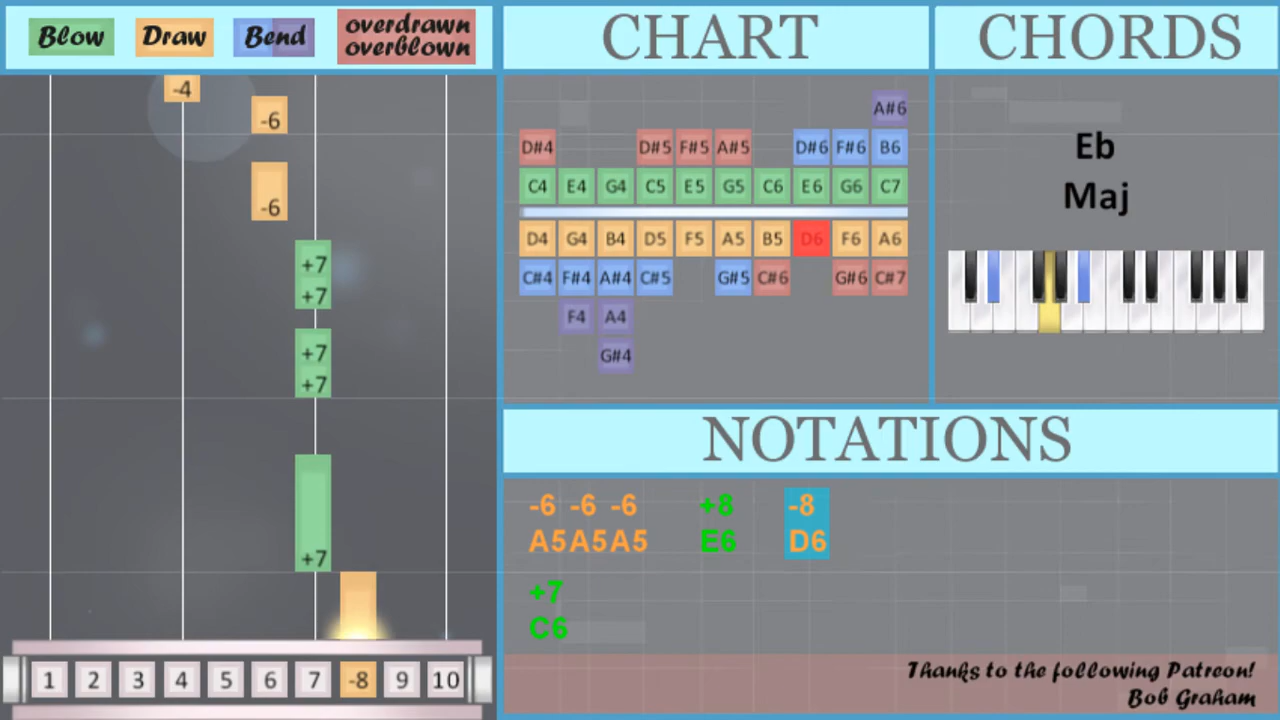 Blow Draw Bend overdrawn
overblown
CHART
CHORDS
-4
-6
-6
+7
+7
+7
+7
+7
1 2 3 4 5 6 7 -8 9 10
A#6
D#4 D#5 F#5 A#5 D#6 F#6 B6
C4 E4 G4 C5 E5 G5 C6 E6 G6 C7
D4 G4 B4 D5 F5 A5 B5 D6 F6 A6
C#4 F#4 A#4 C#5 G#5 C#6 G#6 C#7
F4 A4
G#4
Eb
Maj
NOTATIONS
-6 -6 -6 +8 -8
A5A5A5 E6 D6
+7
C6
Thanks to the following Patreon!
Bob Graham